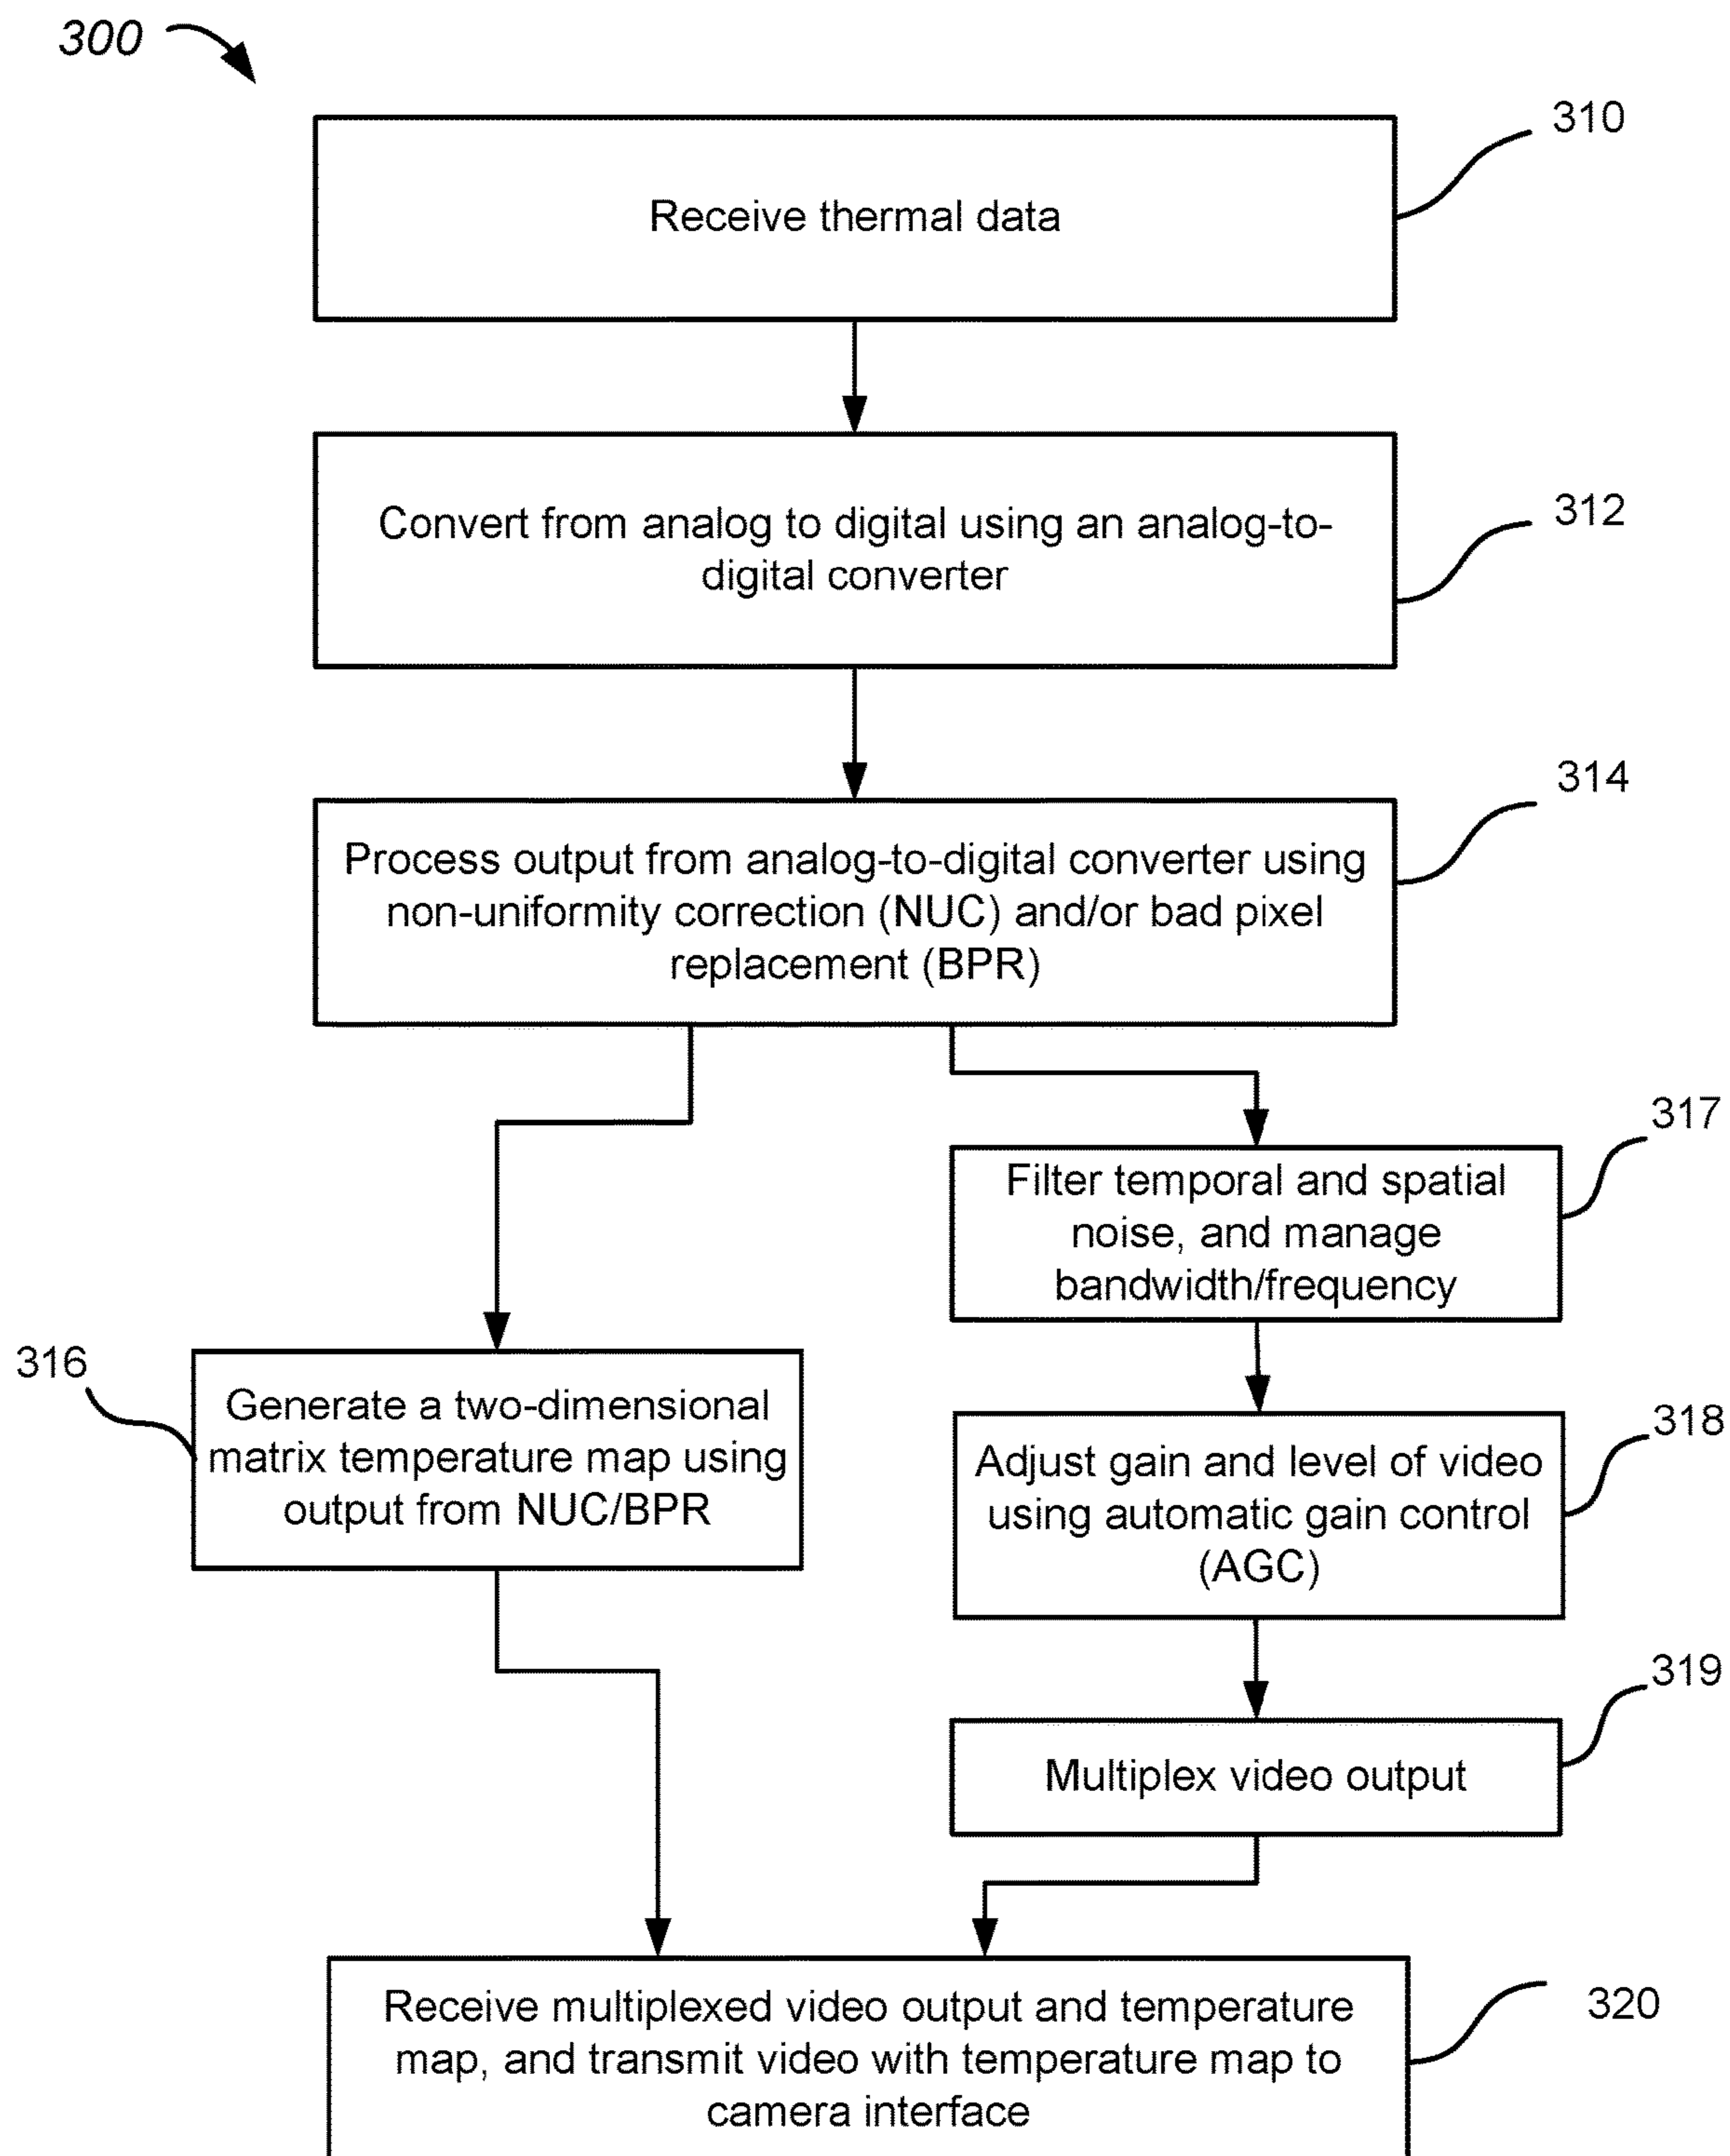 300
310
Receive thermal data
312
Convert from analog to digital using an analog-to-
digital converter
314
Process output from analog-to-digital converter using
non-uniformity correction (NUC) and/or bad pixel
replacement (BPR)
317
Filter temporal and spatial
noise, and manage
bandwidth/frequency
316
Generate a two-dimensional
matrix temperature map using
output from NUC/BPR
318
Adjust gain and level of video
using automatic gain control
(AGC)
319
Multiplex video output
320
Receive multiplexed video output and temperature
map, and transmit video with temperature map to
camera interface